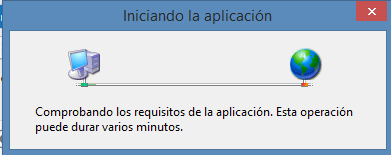 Iniciando la aplicación
Comprobando los requisitos de la aplicación. Esta operación
puede durar varios minutos.